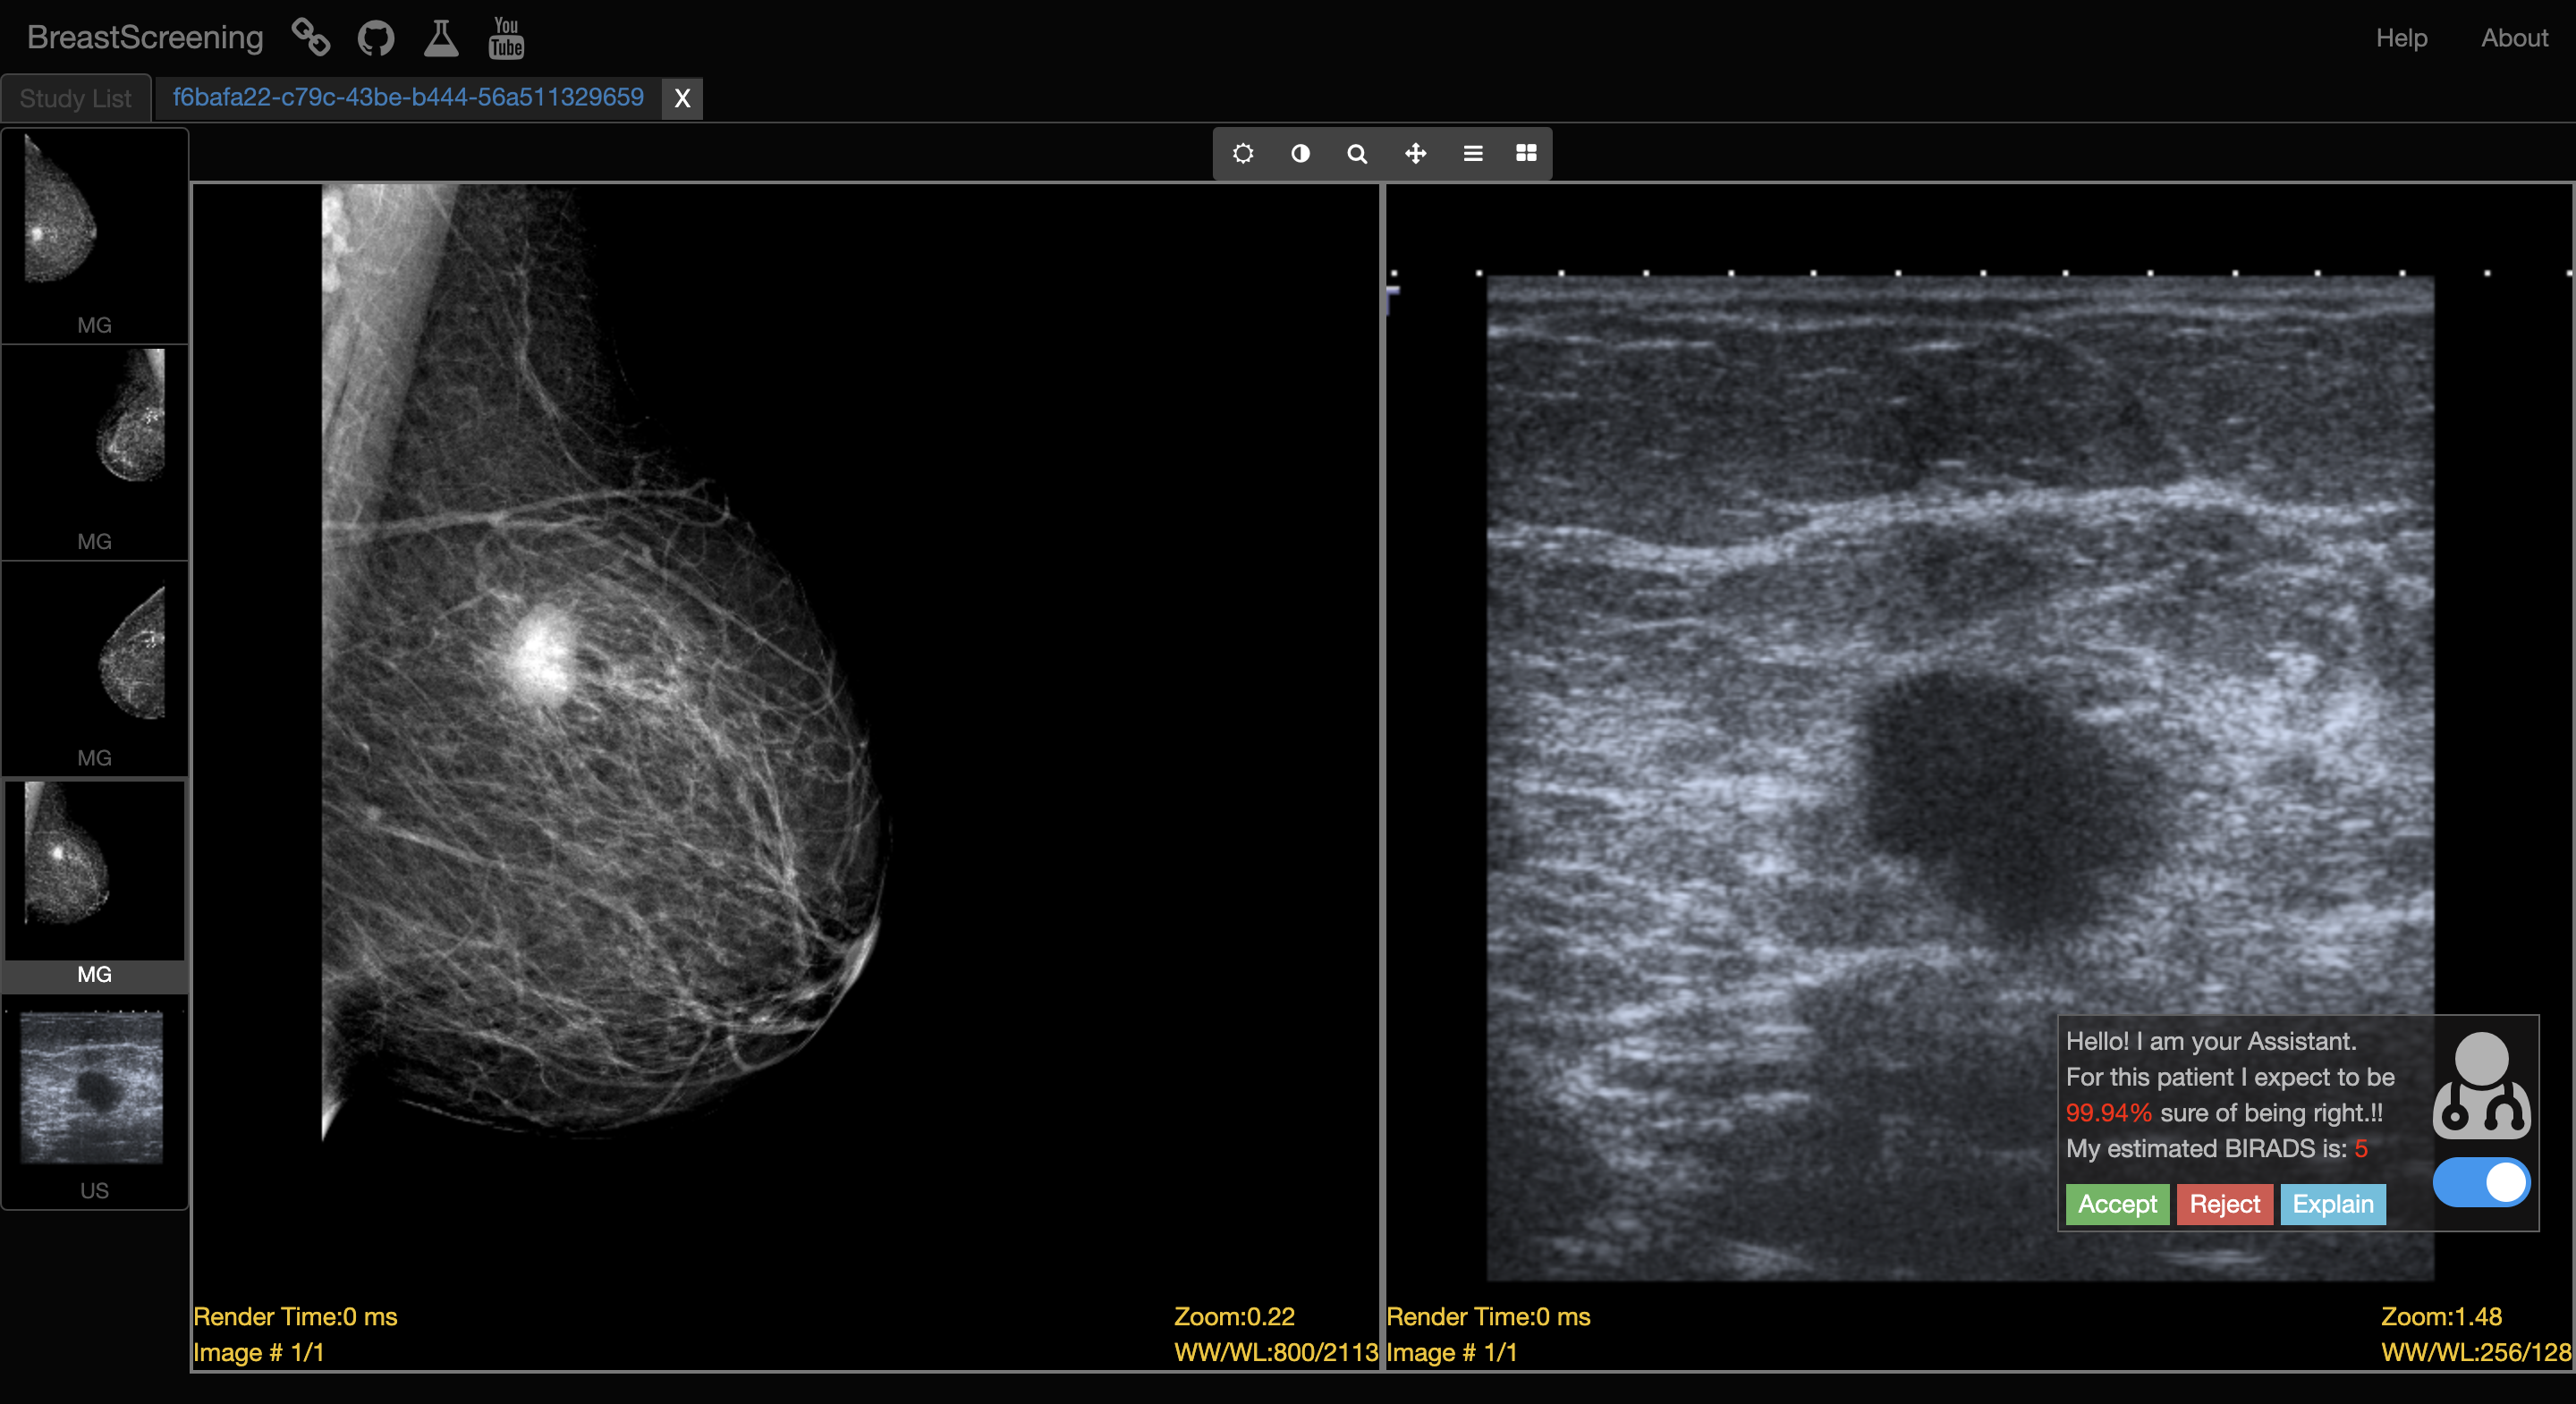 BreastScreening
You
Tube
Help
About
Study List
f6bafa22-c79c-43be-b444-56a511329659
X
MG
MG
MG
MG
US
Hello! I am your Assistant.
For this patient I expect to be
99.94% sure of being right.!!
My estimated BIRADS is: 5
Accept
Reject
Explain
Render Time:0 ms
Image # 1/1
Zoom:0.22
WW/WL:800/2113
Render Time:0 ms
Image # 1/1
Zoom:1.48
WW/WL:256/128